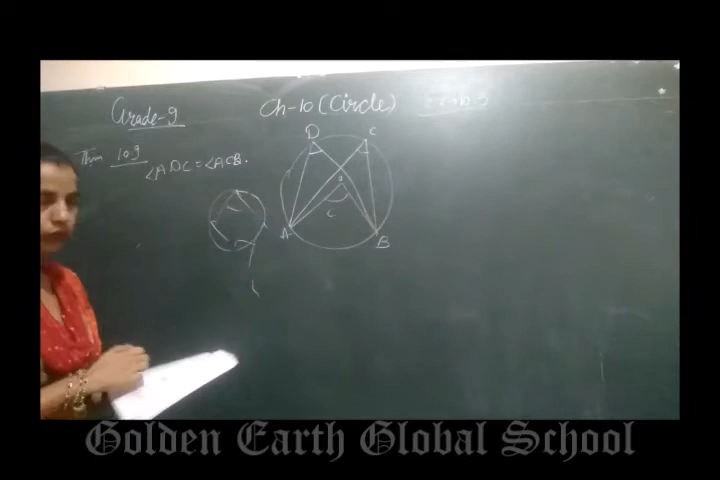 Grade-9
Ch-10 (Circle)
Thm 10.9
∠ADC = ∠ACB.
D
C
o
C
A
B
Golden Earth Global School